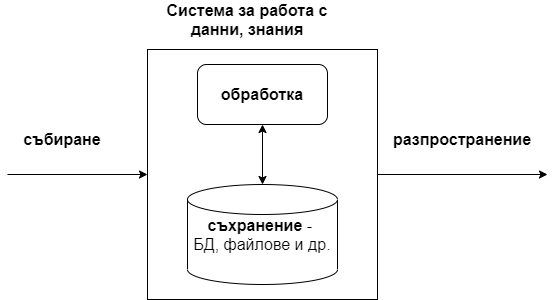 Система за работа с
данни, знания
обработка
събиране
разпространение
съхранение -
БД, файлове и др.